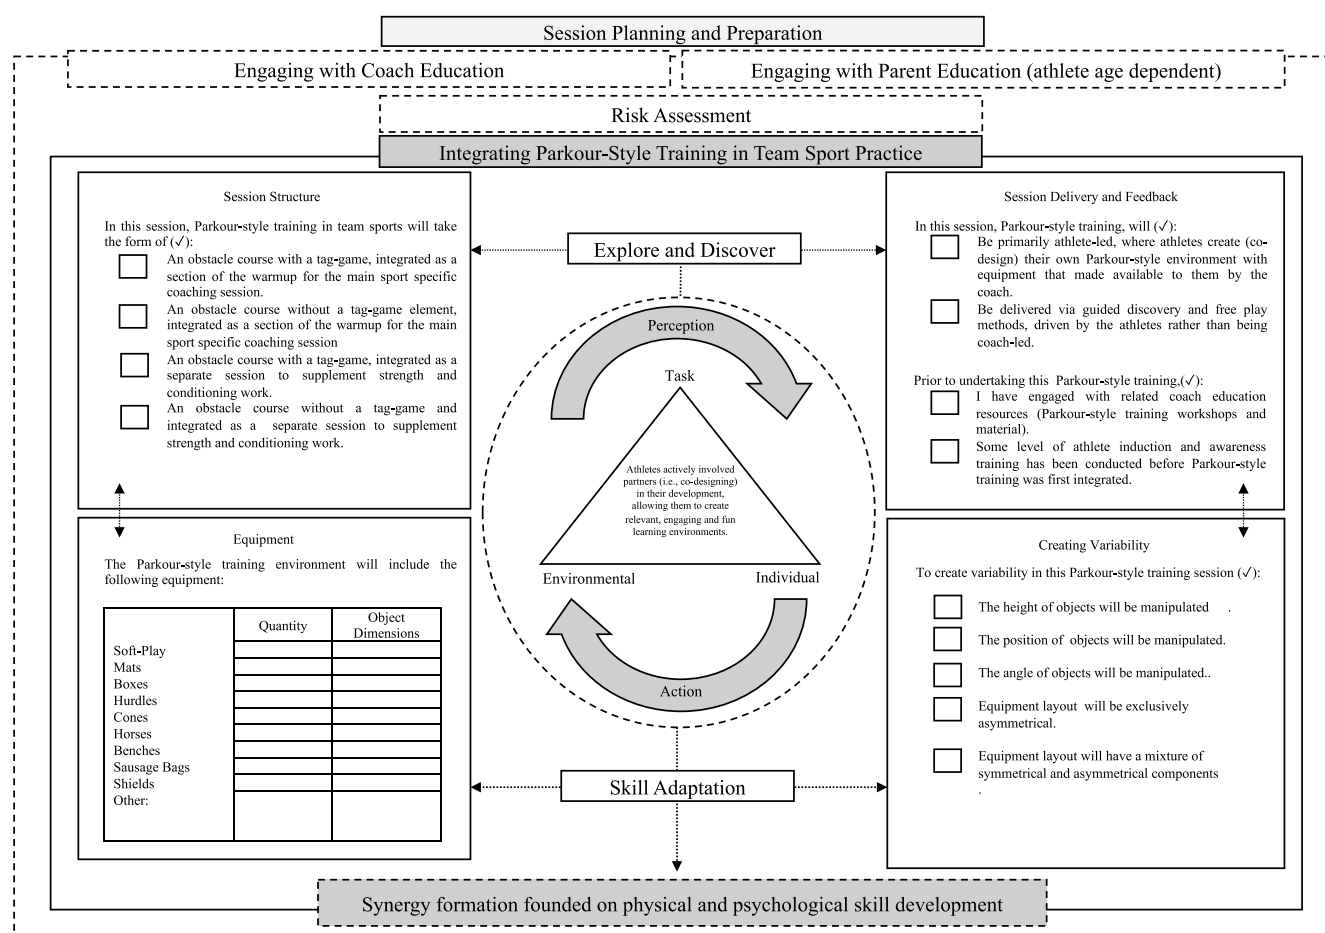 Session Planning and Preparation
Engaging with Coach Education
Engaging with Parent Education (athlete age dependent)
Risk Assessment
Integrating Parkour-Style Training in Team Sport Practice
Session Structure
In this session, Parkour-style training in team sports will take
the form of (✓):
An obstacle course with a tag-game, integrated as a
section of the warmup for the main sport specific
coaching session.
An obstacle course without a tag-game element,
integrated as a section of the warmup for the main
sport specific coaching session
An obstacle course with a tag-game, integrated as a
separate session to supplement strength and
conditioning work.
An obstacle course without a tag-game and
integrated as a separate session to supplement
strength and conditioning work.
Explore and Discover
Perception
Task
Athletes actively involved
partners (i.e., co-designing)
in their development,
allowing them to create
relevant, engaging and fun
learning environments.
Environmental
Individual
Action
Skill Adaptation
Session Delivery and Feedback
In this session, Parkour-style training, will (✓):
Be primarily athlete-led, where athletes create (co-
design) their own Parkour-style environment with
equipment that made available to them by the
coach.
Be delivered via guided discovery and free play
methods, driven by the athletes rather than being
coach-led.
Prior to undertaking this Parkour-style training,(✓):
I have engaged with related coach education
resources (Parkour-style training workshops and
material).
Some level of athlete induction and awareness
training has been conducted before Parkour-style
training was first integrated.
Equipment
The Parkour-style training environment will include the
following equipment:
Quantity
Object
Dimensions
Soft-Play
Mats
Boxes
Hurdles
Cones
Horses
Benches
Sausage Bags
Shields
Other:
Creating Variability
To create variability in this Parkour-style training session (✓):
The height of objects will be manipulated .
The position of objects will be manipulated.
The angle of objects will be manipulated..
Equipment layout will be exclusively
asymmetrical.
Equipment layout will have a mixture of
symmetrical and asymmetrical components
.
Synergy formation founded on physical and psychological skill development